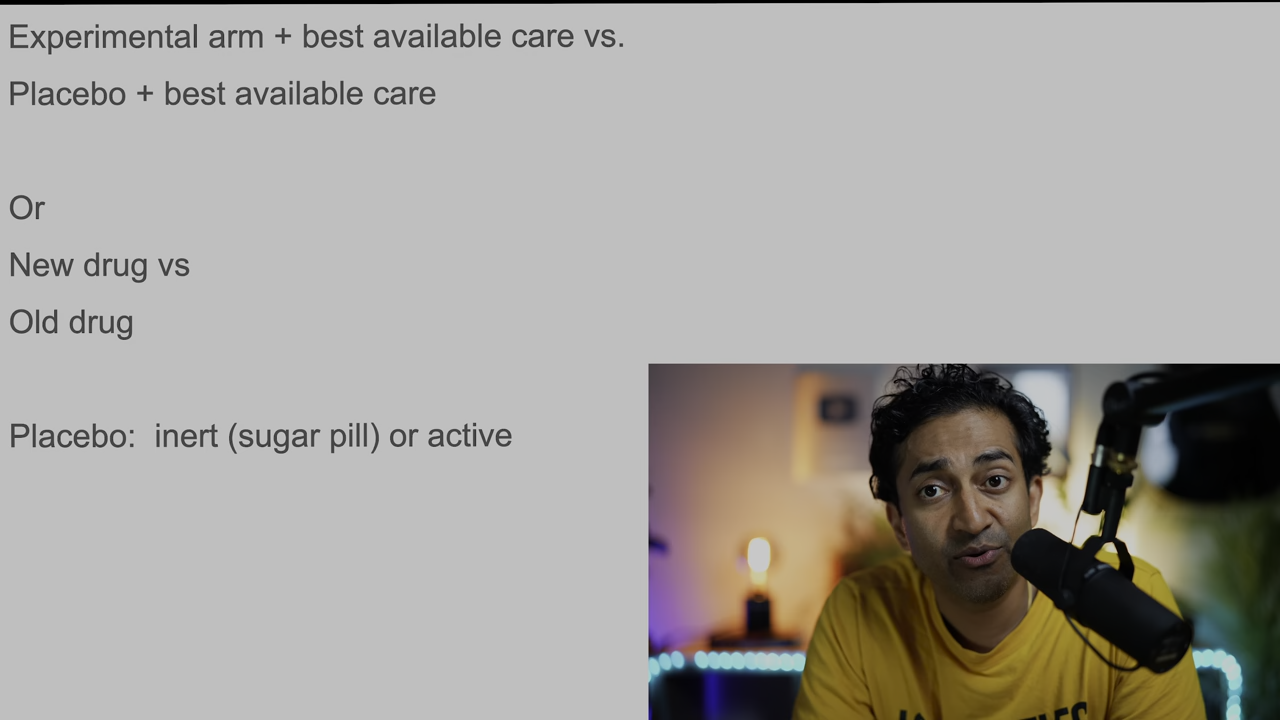 Experimental arm + best available care vs.
Placebo + best available care
Or
New drug vs
Old drug
Placebo:  inert (sugar pill) or active